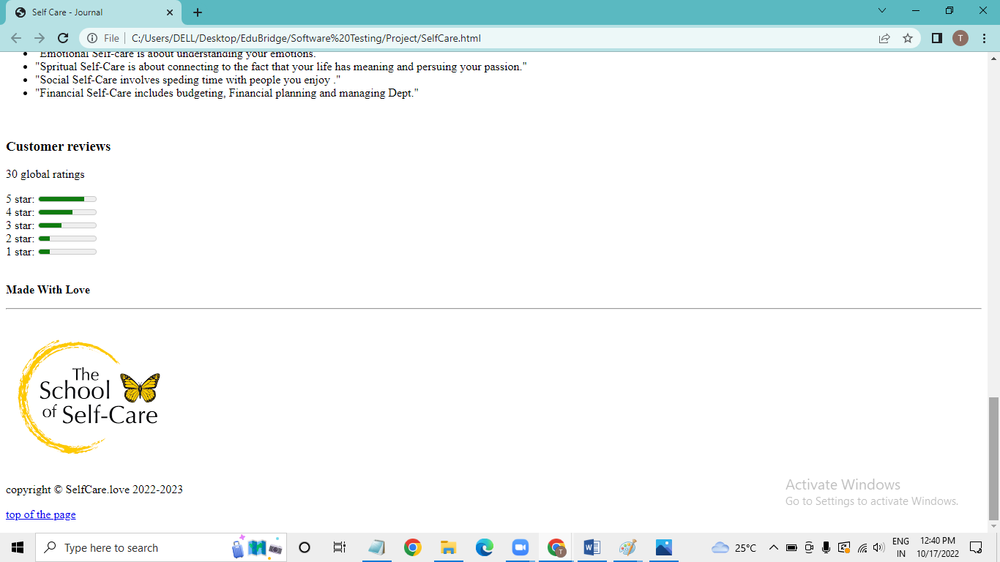 Self Care - Journal
File
C:/Users/DELL/Desktop/EduBridge/Software%20Testing/Project/SelfCare.html
T
"Emotional Self-care is about understanding your emotions.
"Spritual Self-Care is about connecting to the fact that your life has meaning and persuing your passion."
"Social Self-Care involves speding time with people you enjoy ."
"Financial Self-Care includes budgeting, Financial planning and managing Dept."
Customer reviews
30 global ratings
5 star:
4 star:
3 star:
2 star:
1 star:
Made With Love
The
School
of Self-Care
copyright © SelfCare.love 2022-2023
top of the page
Activate Windows
Go to Settings to activate Windows.
Type here to search
T
25°C
ENG
IN
12:40 PM
10/17/2022